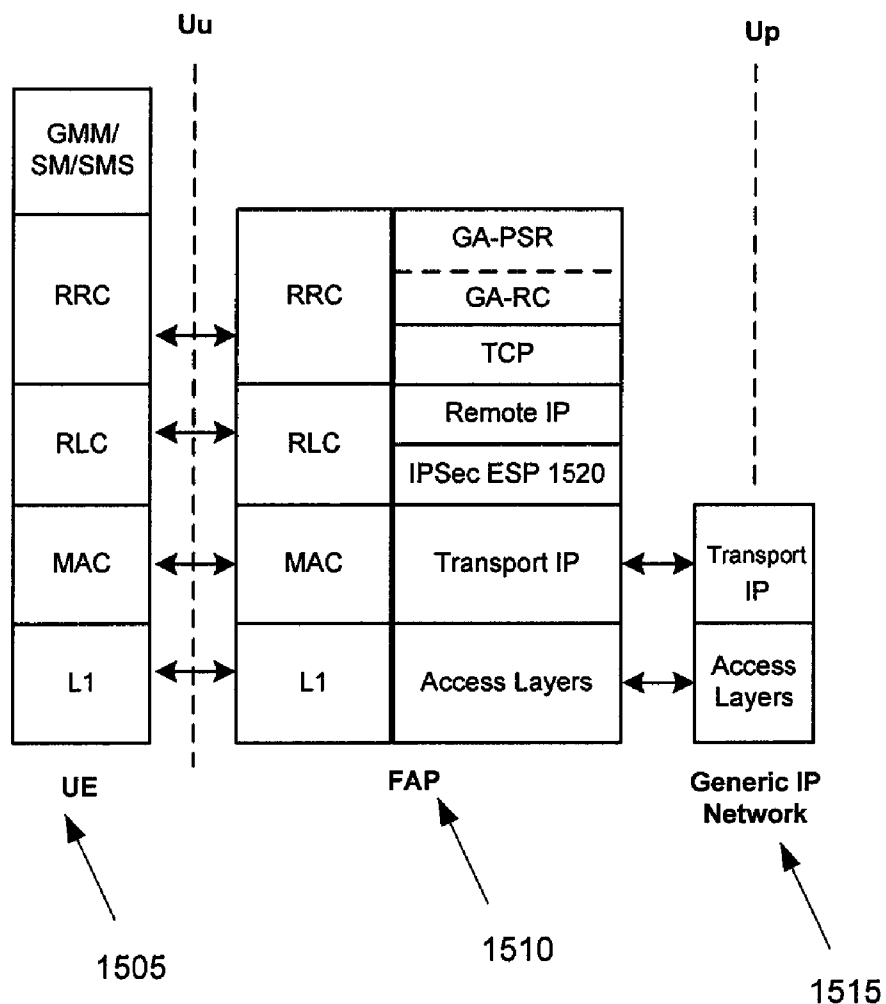 Uu
Up
GMM/
SM/SMS
RRC
RLC
MAC
L1
UE
1505
RRC
RLC
MAC
L1
GA-PSR
GA-RC
TCP
Remote IP
IPSec ESP 1520
Transport IP
Access Layers
FAP
1510
Transport
IP
Access
Layers
Generic IP
Network
1515